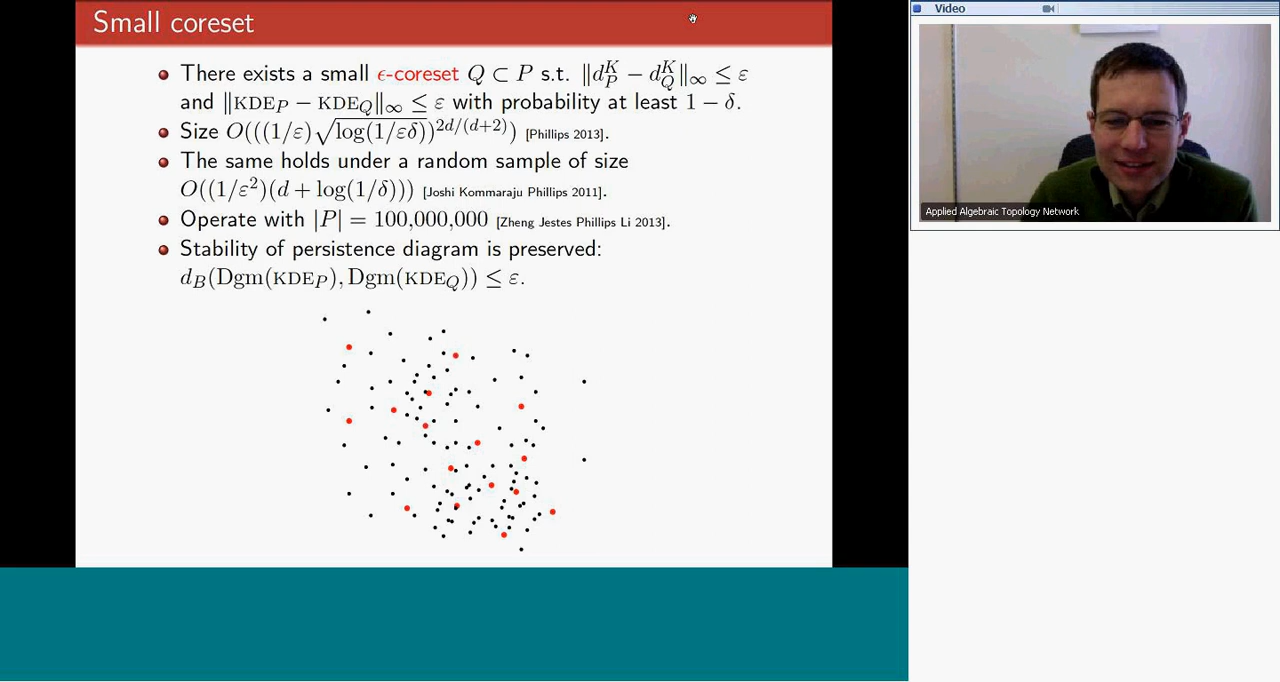 Small coreset
There exists a small ϵ-coreset Q ⊂ P s.t. ‖d_P^K − d_Q^K‖_∞ ≤ ε
and ‖KDE_P − KDE_Q‖_∞ ≤ ε with probability at least 1 − δ.
Size O(((1/ε)√log(1/εδ))^{2d/(d+2)}) [Phillips 2013].
The same holds under a random sample of size
O((1/ε²)(d + log(1/δ))) [Joshi Kommaraju Phillips 2011].
Operate with |P| = 100,000,000 [Zheng Jestes Phillips Li 2013].
Stability of persistence diagram is preserved:
d_B(Dgm(KDE_P), Dgm(KDE_Q)) ≤ ε.
Video
Applied Algebraic Topology Network